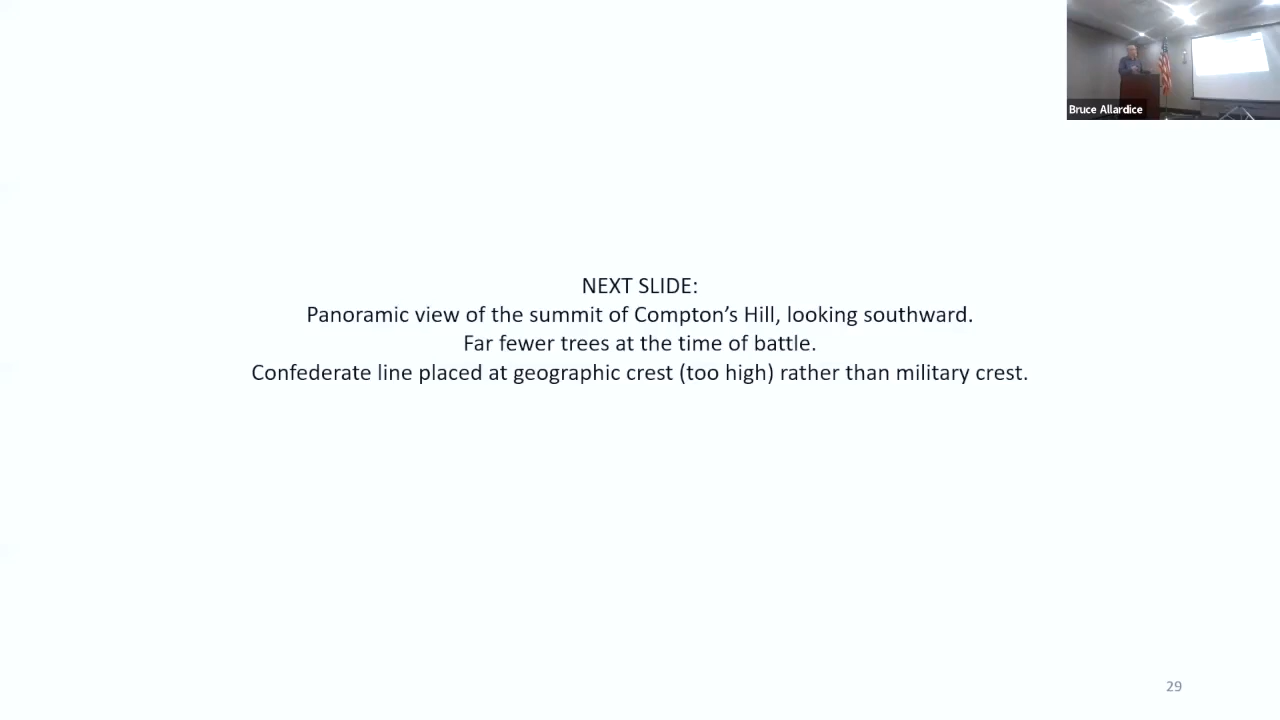 Bruce Allardice
NEXT SLIDE:
Panoramic view of the summit of Compton’s Hill, looking southward.
Far fewer trees at the time of battle.
Confederate line placed at geographic crest (too high) rather than military crest.
29